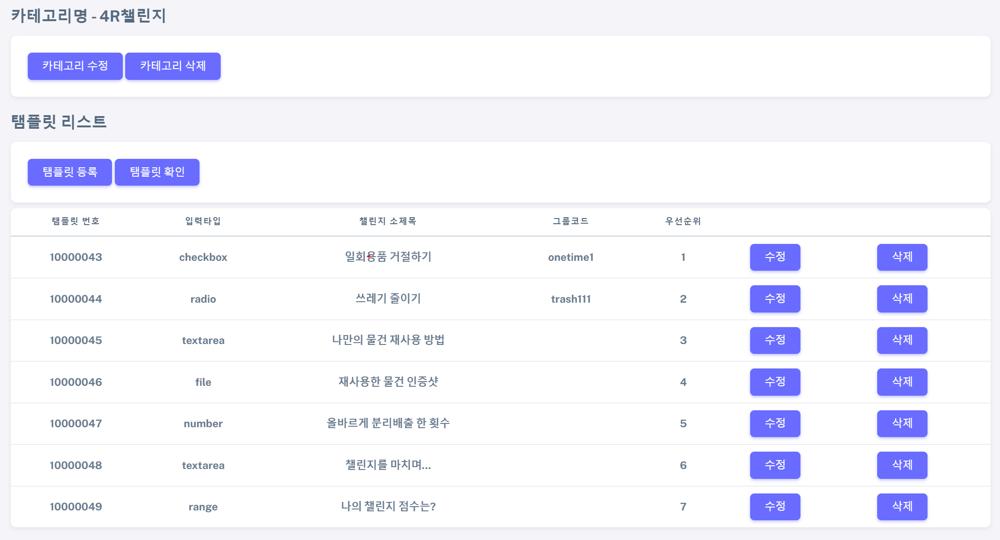 카테고리명 - 4R챌린지
카테고리 수정 카테고리 삭제
탬플릿 리스트
탬플릿 등록 탬플릿 확인
탬플릿 번호 입력타입 챌린지 소제목 그룹코드 우선순위
10000043 checkbox 일회용품 거절하기 onetime1 1 수정 삭제
10000044 radio 쓰레기 줄이기 trash111 2 수정 삭제
10000045 textarea 나만의 물건 재사용 방법 3 수정 삭제
10000046 file 재사용한 물건 인증샷 4 수정 삭제
10000047 number 올바르게 분리배출 한 횟수 5 수정 삭제
10000048 textarea 챌린지를 마치며... 6 수정 삭제
10000049 range 나의 챌린지 점수는? 7 수정 삭제